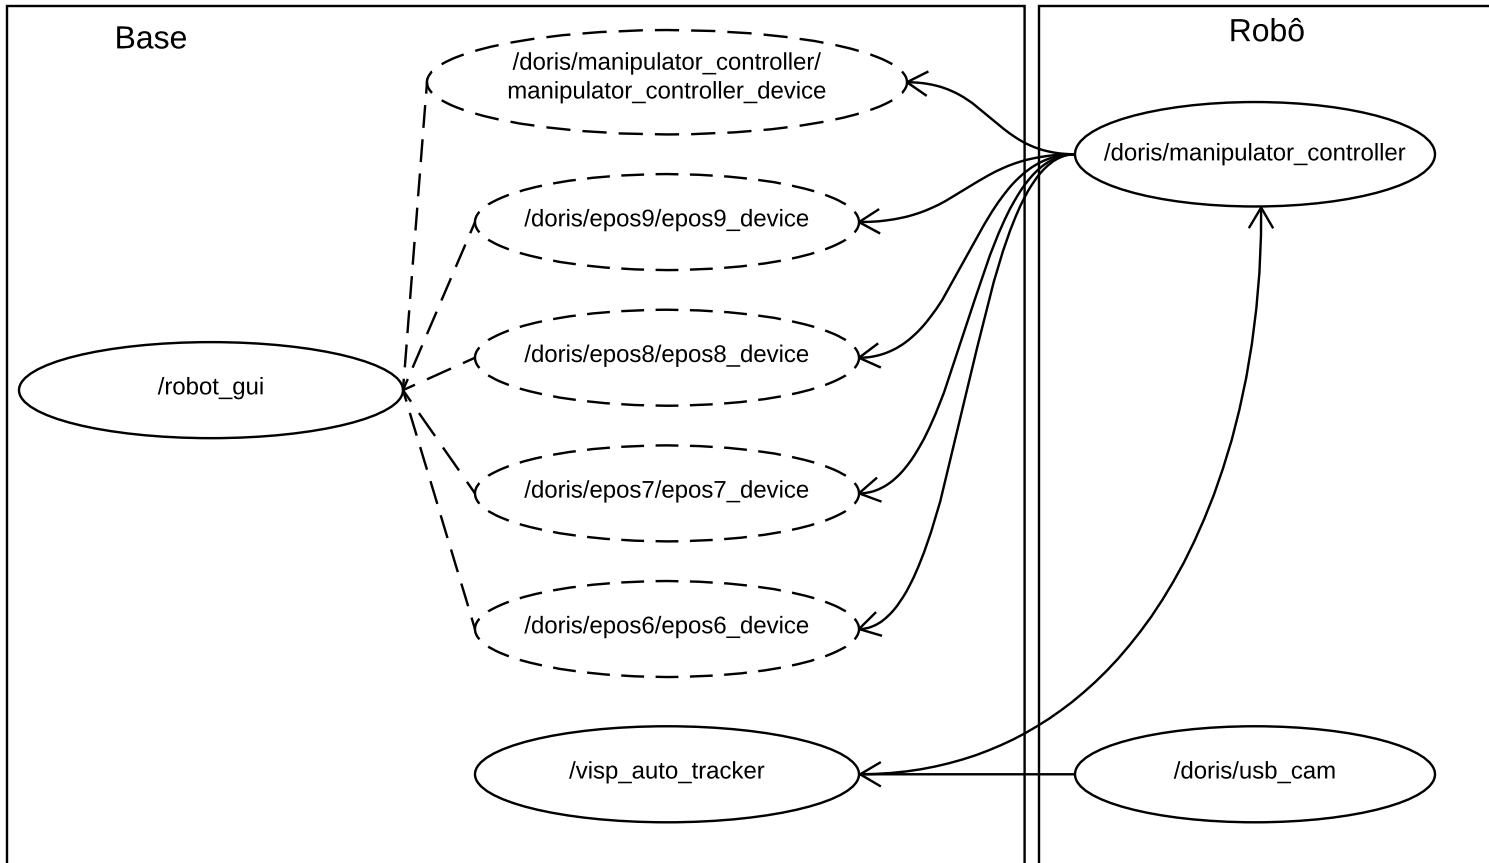 Base
Robô
/doris/manipulator_controller/
manipulator_controller_device
/doris/manipulator_controller
/doris/epos9/epos9_device
/doris/epos8/epos8_device
/robot_gui
/doris/epos7/epos7_device
/doris/epos6/epos6_device
/visp_auto_tracker
/doris/usb_cam